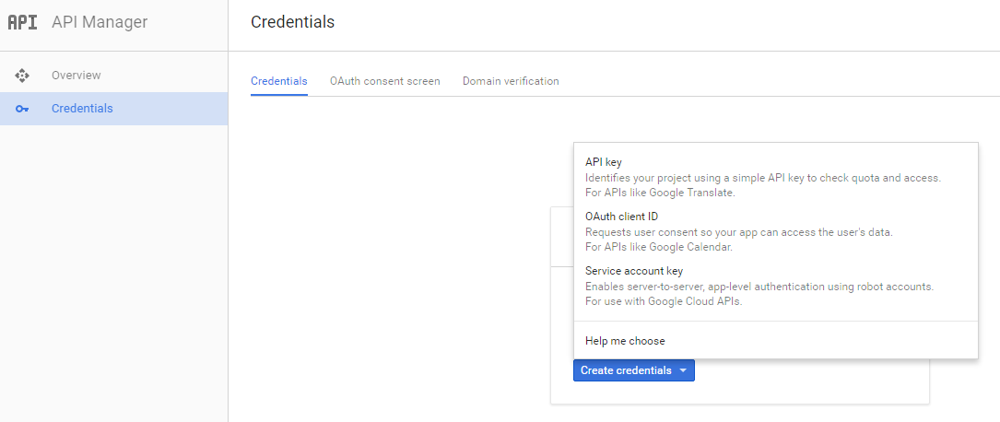 API API Manager
Credentials
Overview
Credentials
Credentials OAuth consent screen Domain verification
API key
Identifies your project using a simple API key to check quota and access.
For APIs like Google Translate.
OAuth client ID
Requests user consent so your app can access the user's data.
For APIs like Google Calendar.
Service account key
Enables server-to-server, app-level authentication using robot accounts.
For use with Google Cloud APIs.
Help me choose
Create credentials